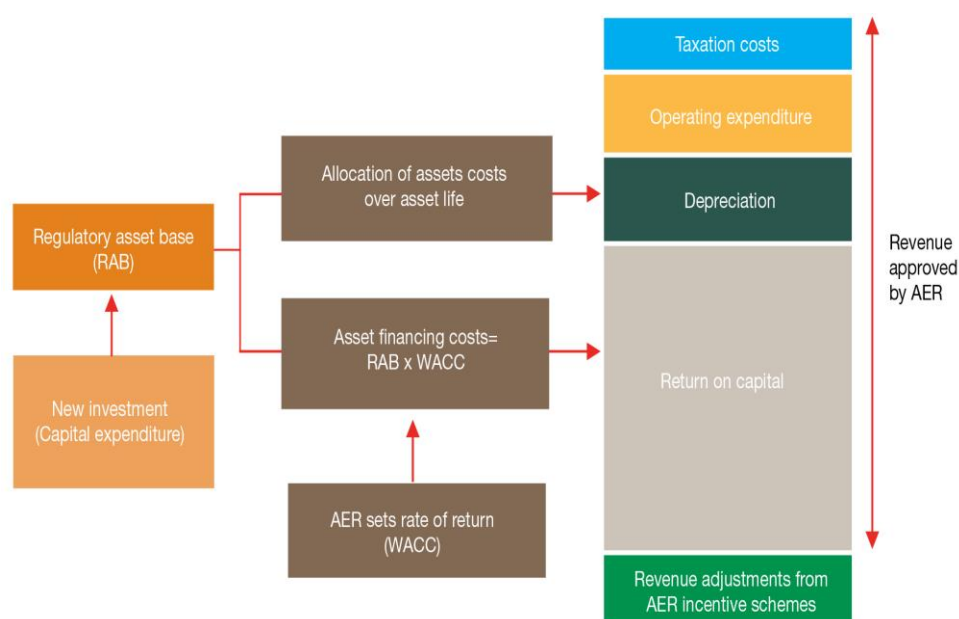 Taxation costs
Operating expenditure
Allocation of assets costs
over asset life
Depreciation
Regulatory asset base
(RAB)
Revenue
approved
by AER
Asset financing costs=
RAB x WACC
Return on capital
New investment
(Capital expenditure)
AER sets rate of return
(WACC)
Revenue adjustments from
AER incentive schemes